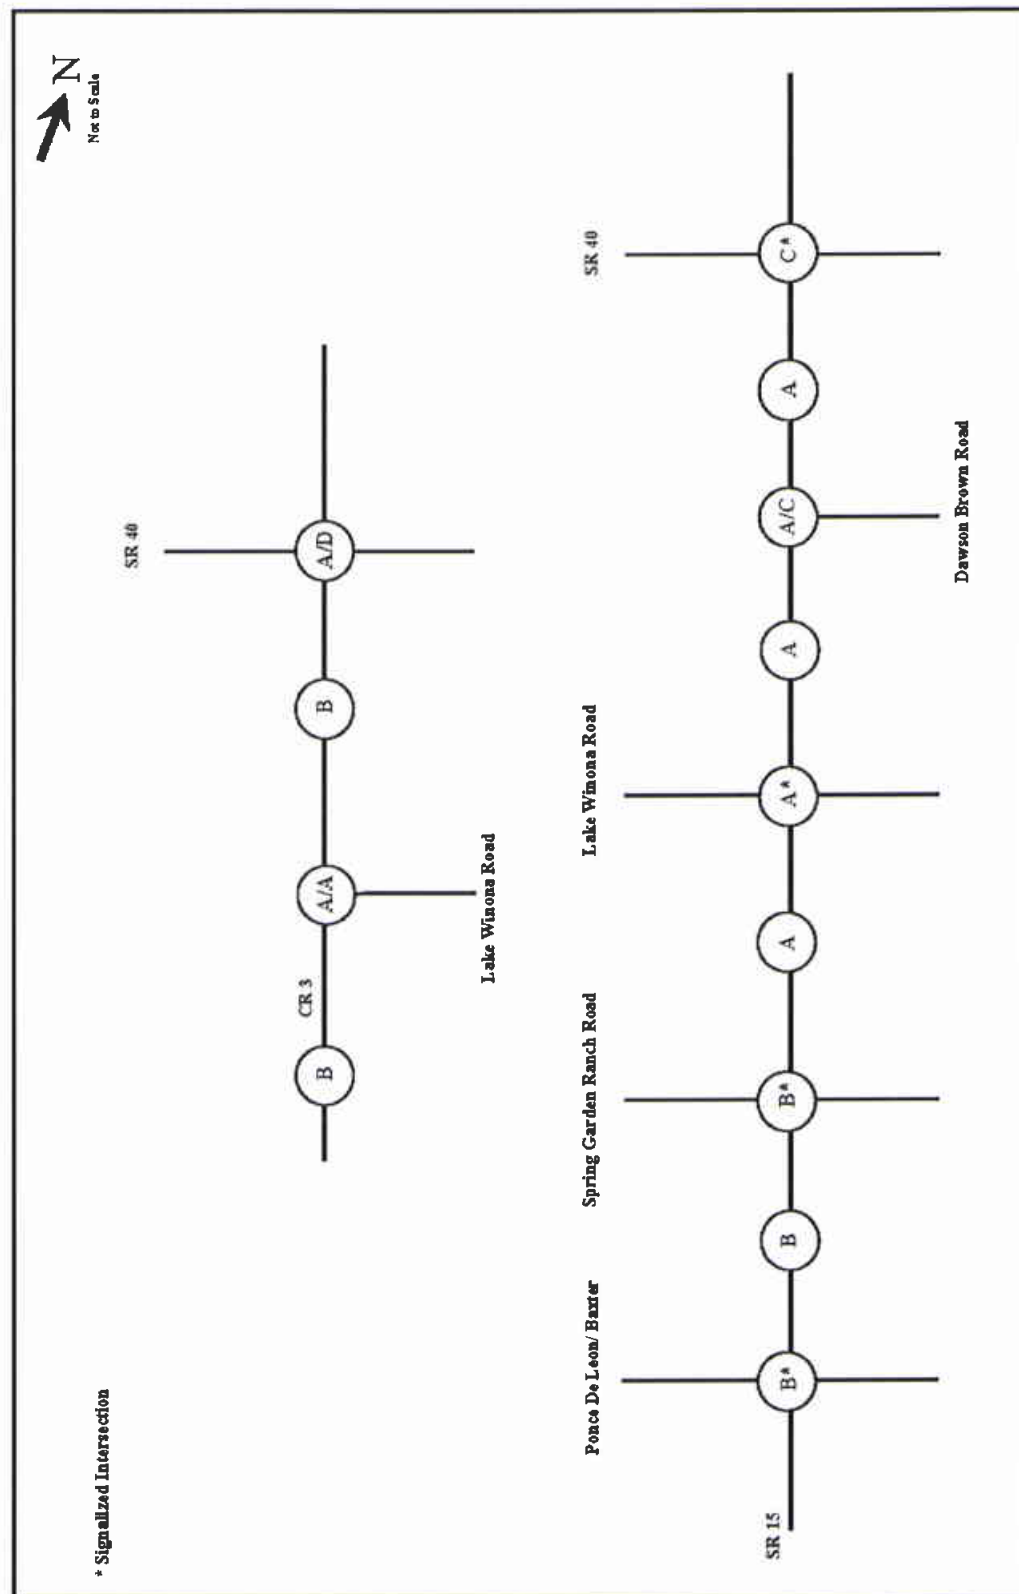 * Signalized Intersection
N
Not to Scale
SR 40
CR 3
B
A/A
B
A/D
Lake Winona Road
Ponce De Leon/ Baxter
Spring Garden Ranch Road
Lake Winona Road
SR 40
SR 15
B*
B
B*
A
A*
A
A/C
A
C*
Dawson Brown Road